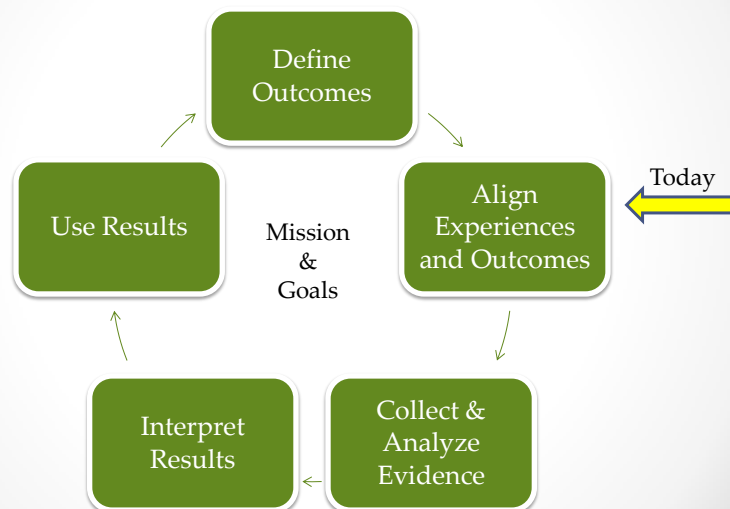 Define
Outcomes
Today
Align
Experiences
and Outcomes
Use Results
Mission
&
Goals
Collect &
Analyze
Evidence
Interpret
Results